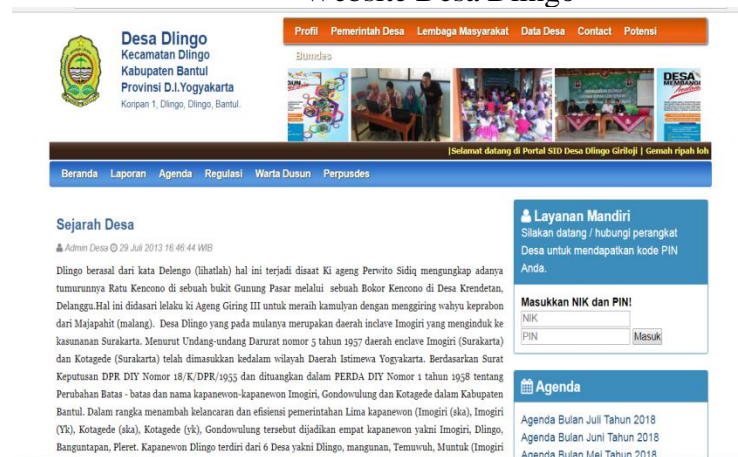 Website Desa Dlingo
Desa Dlingo
Kecamatan Dlingo
Kabupaten Bantul
Provinsi D.I.Yogyakarta
Koripan 1, Dlingo, Dlingo, Bantul.
Profil Pemerintah Desa Lembaga Masyarakat Data Desa Contact Potensi
Bumdes
DESA
MEMBANGUN
|Selamat datang di Portal SID Desa Dlingo Giriloji | Gemah ripah loh
Beranda Laporan Agenda Regulasi Warta Dusun Perpusdes
Sejarah Desa
Admin Desa 29 Juli 2013 16:46:44 WIB
Dlingo berasal dari kata Delengo (lihatlah) hal ini terjadi disaat Ki ageng Perwito Sidiq mengungkap adanya
tumurunnya Ratu Kencono di sebuah bukit Gunung Pasar melalui sebuah Bokor Kencono di Desa Krendetan,
Delanggu.Hal ini didasari lelaku ki Ageng Giring III untuk meraih kamulyan dengan menggiring wahyu keprabon
dari Majapahit (malang). Desa Dlingo yang pada mulanya merupakan daerah inclave Imogiri yang menginduk ke
kasunanan Surakarta. Menurut Undang-undang Darurat nomor 5 tahun 1957 daerah enclave Imogiri (Surakarta)
dan Kotagede (Surakarta) telah dimasukkan kedalam wilayah Daerah Istimewa Yogyakarta. Berdasarkan Surat
Keputusan DPR DIY Nomor 18/K/DPR/1955 dan dituangkan dalam PERDA DIY Nomor 1 tahun 1958 tentang
Perubahan Batas - batas dan nama kapanewon-kapanewon Imogiri, Gondowulung dan Kotagede dalam Kabupaten
Bantul. Dalam rangka menambah kelancaran dan efisiensi pemerintahan Lima kapanewon (Imogiri (ska), Imogiri
(Yk), Kotagede (ska), Kotagede (yk), Gondowulung tersebut dijadikan empat kapanewon yakni Imogiri, Dlingo,
Banguntapan, Pleret. Kapanewon Dlingo terdiri dari 6 Desa yakni Dlingo, mangunan, Temuwuh, Muntuk (Imogiri
Layanan Mandiri
Silakan datang / hubungi perangkat
Desa untuk mendapatkan kode PIN
Anda.
Masukkan NIK dan PIN!
NIK
PIN Masuk
Agenda
Agenda Bulan Juli Tahun 2018
Agenda Bulan Juni Tahun 2018
Agenda Bulan Mei Tahun 2018